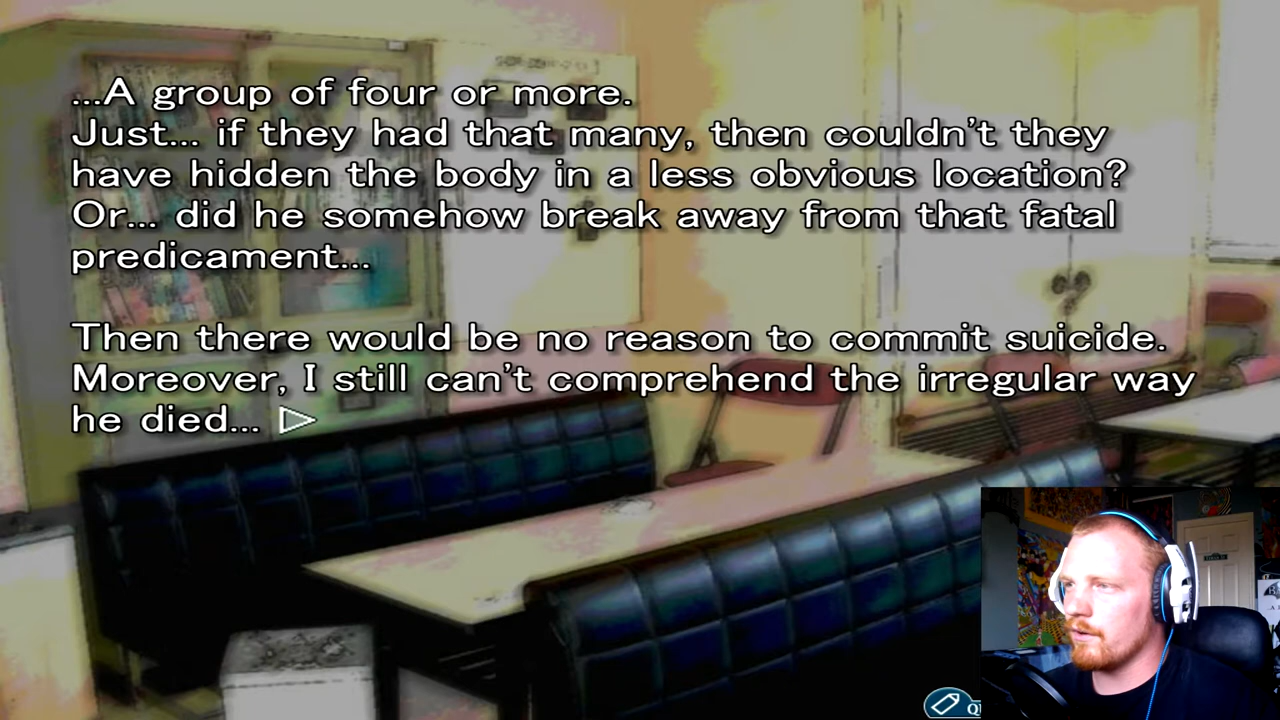 ...A group of four or more.
Just... if they had that many, then couldn't they
have hidden the body in a less obvious location?
Or... did he somehow break away from that fatal
predicament...
Then there would be no reason to commit suicide.
Moreover, I still can't comprehend the irregular way
he died...